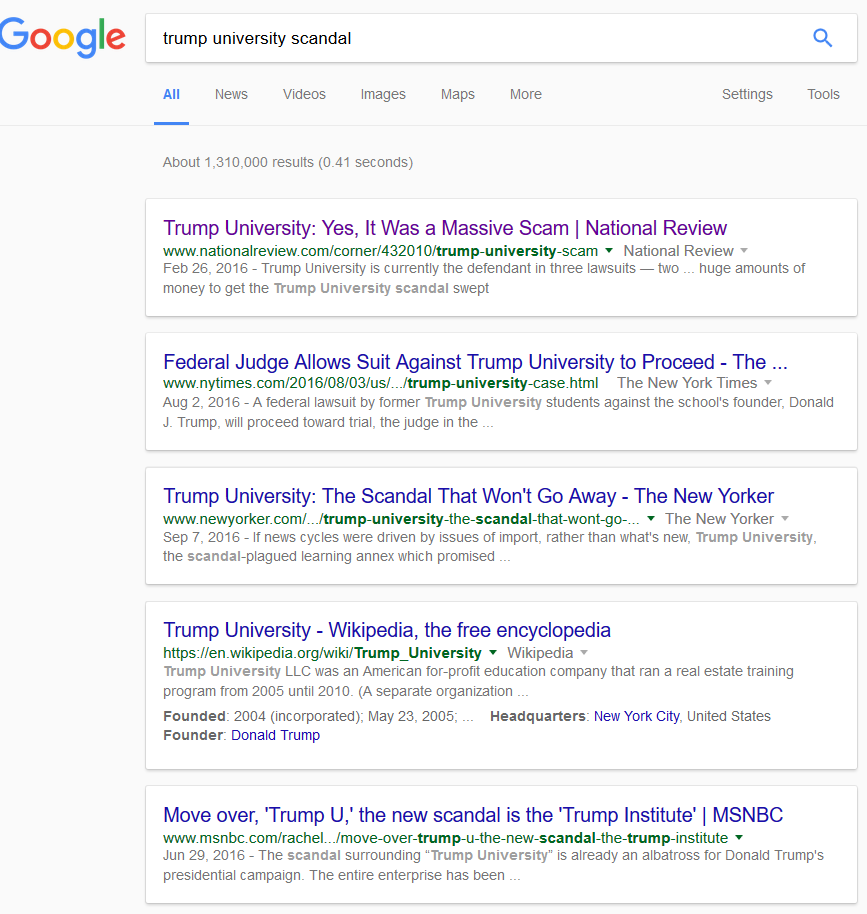 Google
trump university scandal
All News Videos Images Maps More Settings Tools
About 1,310,000 results (0.41 seconds)
Trump University: Yes, It Was a Massive Scam | National Review
www.nationalreview.com/corner/432010/trump-university-scam National Review
Feb 26, 2016 - Trump University is currently the defendant in three lawsuits — two ... huge amounts of
money to get the Trump University scandal swept
Federal Judge Allows Suit Against Trump University to Proceed - The ...
www.nytimes.com/2016/08/03/us/.../trump-university-case.html The New York Times
Aug 2, 2016 - A federal lawsuit by former Trump University students against the school's founder, Donald
J. Trump, will proceed toward trial, the judge in the ...
Trump University: The Scandal That Won't Go Away - The New Yorker
www.newyorker.com/.../trump-university-the-scandal-that-wont-go-... The New Yorker
Sep 7, 2016 - If news cycles were driven by issues of import, rather than what's new, Trump University,
the scandal-plagued learning annex which promised ...
Trump University - Wikipedia, the free encyclopedia
https://en.wikipedia.org/wiki/Trump_University Wikipedia
Trump University LLC was an American for-profit education company that ran a real estate training
program from 2005 until 2010. (A separate organization ...
Founded: 2004 (incorporated); May 23, 2005; ... Headquarters: New York City, United States
Founder: Donald Trump
Move over, 'Trump U,' the new scandal is the 'Trump Institute' | MSNBC
www.msnbc.com/rachel.../move-over-trump-u-the-new-scandal-the-trump-institute
Jun 29, 2016 - The scandal surrounding “Trump University” is already an albatross for Donald Trump's
presidential campaign. The entire enterprise has been ...